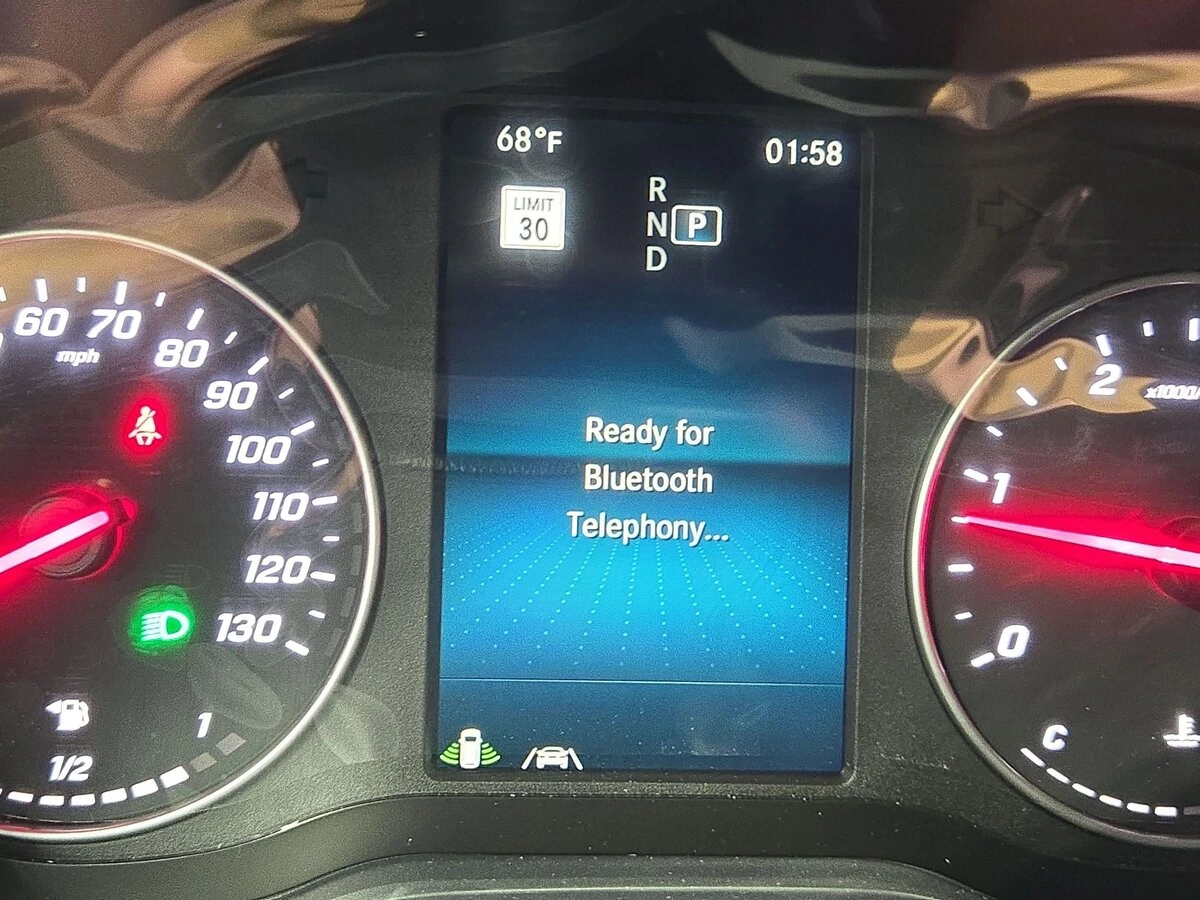 68°F
01:58
LIMIT
30
R
N P
D
60 70
mph
80
90
100
110
120
130
Ready for
Bluetooth
Telephony...
1
1/2
2
x1000/
1
0
C